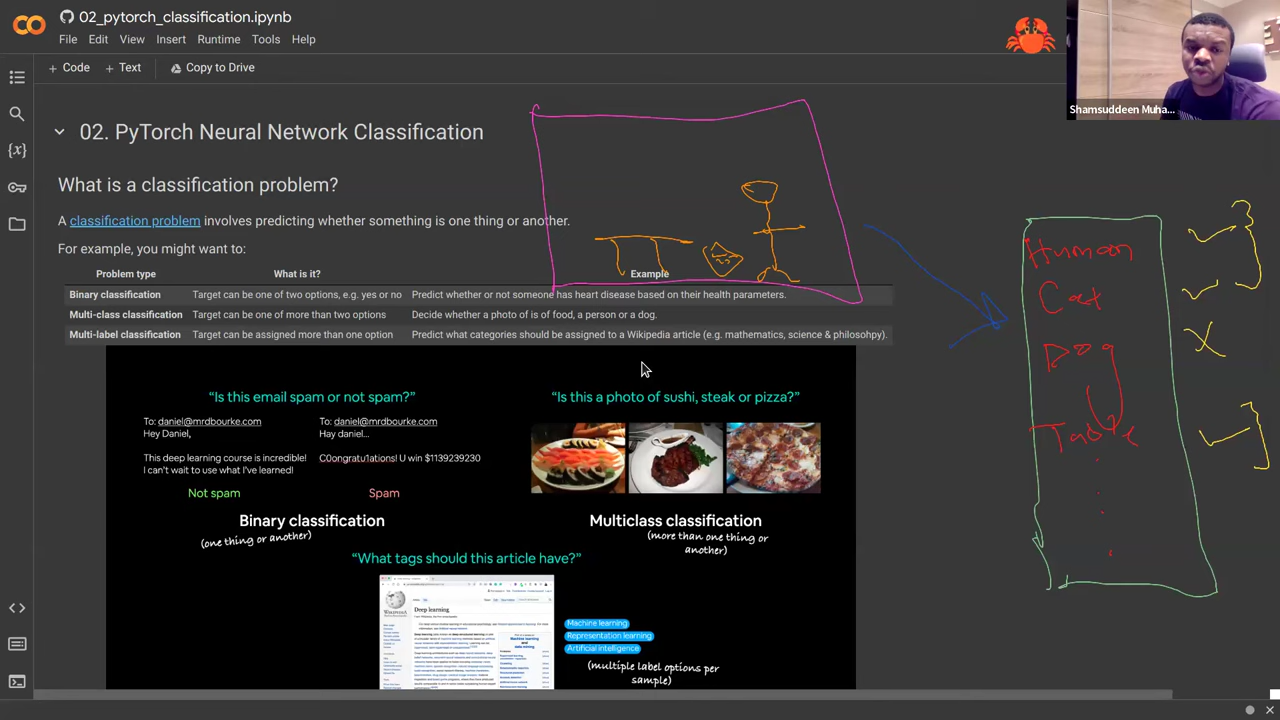 02_pytorch_classification.ipynb
File Edit View Insert Runtime Tools Help
+ Code + Text Copy to Drive
Shamsuddeen Muha...
02. PyTorch Neural Network Classification
What is a classification problem?
A classification problem involves predicting whether something is one thing or another.
For example, you might want to:
Problem type What is it? Example
Binary classification Target can be one of two options, e.g. yes or no Predict whether or not someone has heart disease based on their health parameters.
Multi-class classification Target can be one of more than two options Decide whether a photo of is of food, a person or a dog.
Multi-label classification Target can be assigned more than one option Predict what categories should be assigned to a Wikipedia article (e.g. mathematics, science & philosohpy).
Human
Cat
Dog
Table
“Is this email spam or not spam?”
To: daniel@mrdbourke.com
Hey Daniel,
This deep learning course is incredible!
I can't wait to use what I've learned!
Not spam
To: daniel@mrdbourke.com
Hay daniel...
C0ongratu1ations! U win $1139239230
Spam
Binary classification
(one thing or another)
“Is this a photo of sushi, steak or pizza?”
Multiclass classification
(more than one thing or
another)
“What tags should this article have?”
WIKIPEDIA
Deep learning
Machine learning
Representation learning
Artificial intelligence
(multiple label options per
sample)